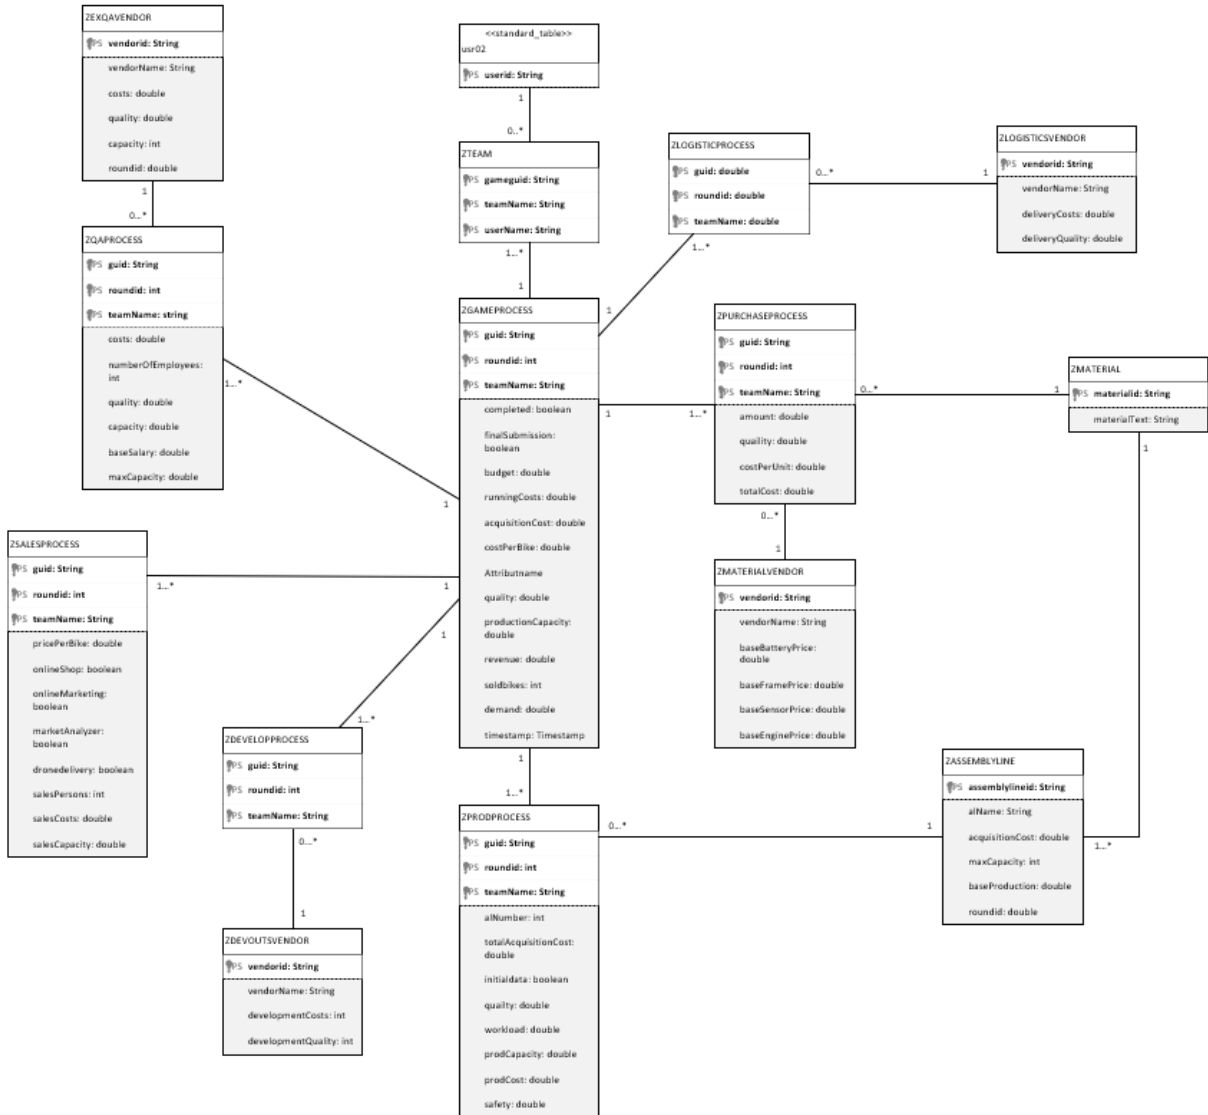 ZEXQAVENDOR
PS vendorid: String
vendorName: String
costs: double
quality: double
capacity: int
roundid: double
1
0..*
ZQAPROCESS
PS guid: String
PS roundid: int
PS teamName: string
costs: double
numberOfEmployees:
int
quality: double
capacity: double
baseSalary: double
maxCapacity: double
1...*
1
<<standard_table>>
usr02
PS userid: String
1
0..*
ZTEAM
PS gameguid: String
PS teamName: String
PS userName: String
1...*
1
ZGAMEPROCESS
PS guid: String
PS roundid: int
PS teamName: String
completed: boolean
finalSubmission:
boolean
budget: double
runningCosts: double
acquisitionCost: double
costPerBike: double
Attributname
quality: double
productionCapacity:
double
revenue: double
soldbikes: int
demand: double
timestamp: Timestamp
ZLOGISTICPROCESS
PS guid: double
PS roundid: double
PS teamName: double
0...*
1
1...*
1
ZLOGISTICSVENDOR
PS vendorid: String
vendorName: String
deliveryCosts: double
deliveryQuality: double
ZPURCHASEPROCESS
PS guid: String
PS roundid: int
PS teamName: String
amount: double
quaility: double
costPerUnit: double
totalCost: double
1
1...*
0...*
1
ZMATERIAL
PS materialid: String
materialText: String
1
0...*
1
ZMATERIALVENDOR
PS vendorid: String
vendorName: String
baseBatteryPrice:
double
baseFramePrice: double
baseSensorPrice: double
baseEnginePrice: double
ZSALESPROCESS
PS guid: String
PS roundid: int
PS teamName: String
pricePerBike: double
onlineShop: boolean
onlineMarketing:
boolean
marketAnalyzer:
boolean
dronedelivery: boolean
salesPersons: int
salesCosts: double
salesCapacity: double
1...*
1
1
1...*
ZDEVELOPPROCESS
PS guid: String
PS roundid: int
PS teamName: String
0...*
1
ZDEVOUTSVENDOR
PS vendorid: String
vendorName: String
developmentCosts: int
developmentQuality: int
1
1...*
ZPRODPROCESS
PS guid: String
PS roundid: int
PS teamName: String
alNumber: int
totalAcquisitionCost:
double
initialdata: boolean
quailty: double
workload: double
prodCapacity: double
prodCost: double
safety: double
0...*
1
ZASSEMBLYLINE
PS assemblylineid: String
alName: String
acquisitionCost: double
maxCapacity: int
baseProduction: double
roundid: double
1...*